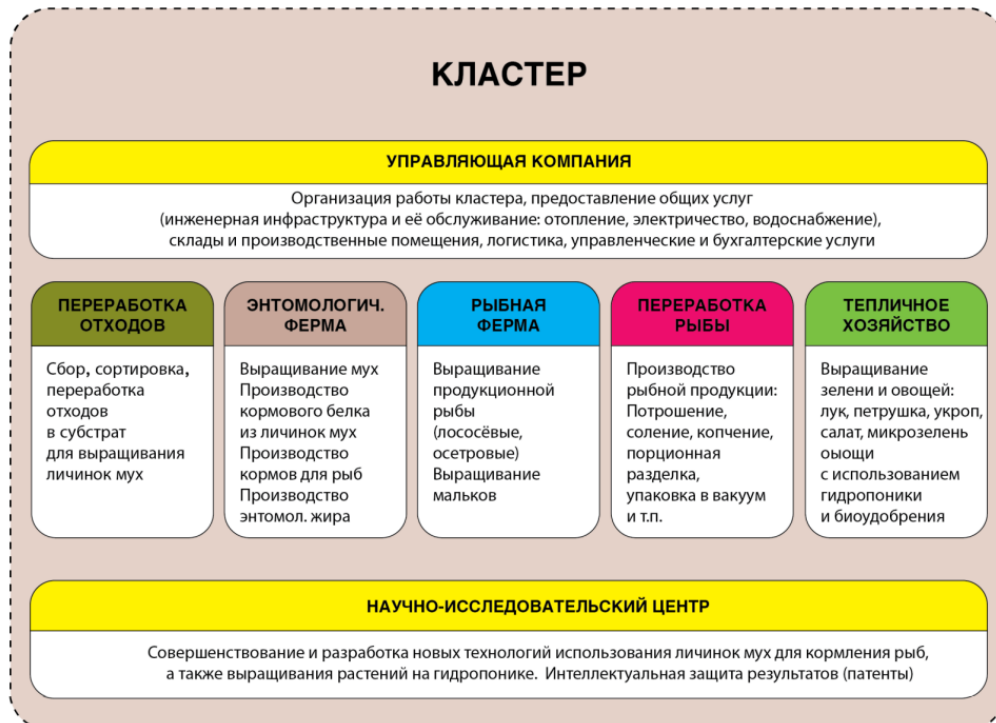 КЛАСТЕР
УПРАВЛЯЮЩАЯ КОМПАНИЯ
Организация работы кластера, предоставление общих услуг
(инженерная инфраструктура и её обслуживание: отопление, электричество, водоснабжение),
склады и производственные помещения, логистика, управленческие и бухгалтерские услуги
ПЕРЕРАБОТКА
ОТХОДОВ
Сбор, сортировка,
переработка
отходов
в субстрат
для выращивания
личинок мух
ЭНТОМОЛОГИЧ.
ФЕРМА
Выращивание мух
Производство
кормового белка
из личинок мух
Производство
кормов для рыб
Производство
энтомол. жира
РЫБНАЯ
ФЕРМА
Выращивание
продукционной
рыбы
(лососёвые,
осетровые)
Выращивание
мальков
ПЕРЕРАБОТКА
РЫБЫ
Производство
рыбной продукции:
Потрошение,
соление, копчение,
порционная
разделка,
упаковка в вакуум
и т.п.
ТЕПЛИЧНОЕ
ХОЗЯЙСТВО
Выращивание
зелени и овощей:
лук, петрушка, укроп,
салат, микрозелень
оыощи
с использованием
гидропоники
и биоудобрения
НАУЧНО-ИССЛЕДОВАТЕЛЬСКИЙ ЦЕНТР
Совершенствование и разработка новых технологий использования личинок мух для кормления рыб,
а также выращивания растений на гидропонике. Интеллектуальная защита результатов (патенты)